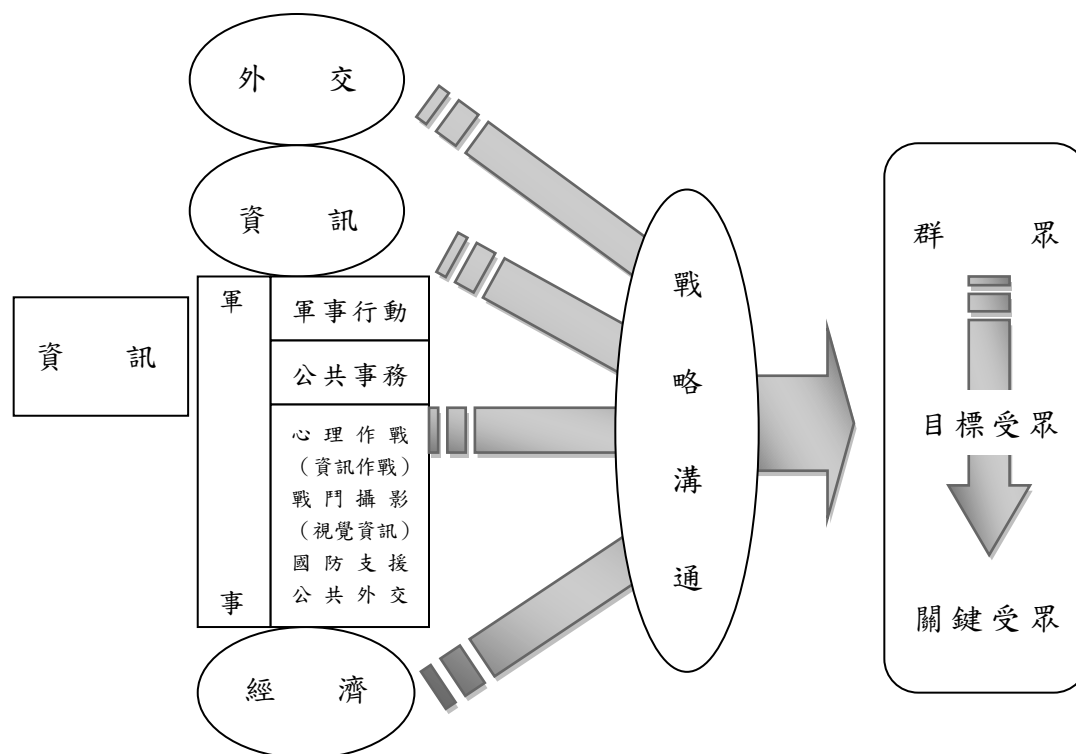 外交
資訊
資訊
軍事
軍事行動
公共事務
心理作戰
（資訊作戰）
戰鬥攝影
（視覺資訊）
國防支援
公共外交
經濟
戰略溝通
群眾
目標受眾
關鍵受眾